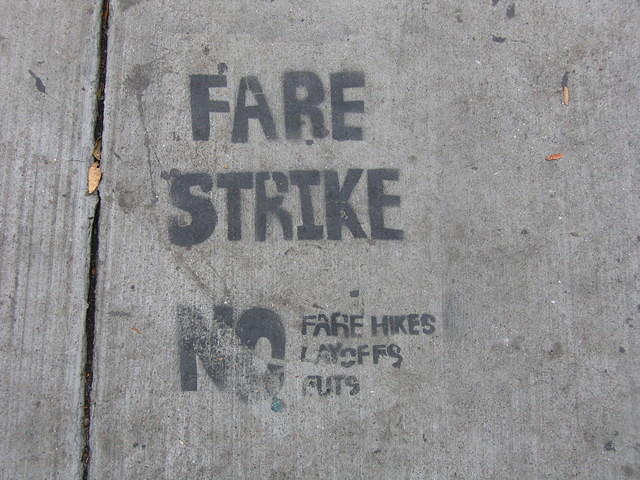 FARE
STRIKE
NO FARE HIKES
LAYOFFS
CUTS